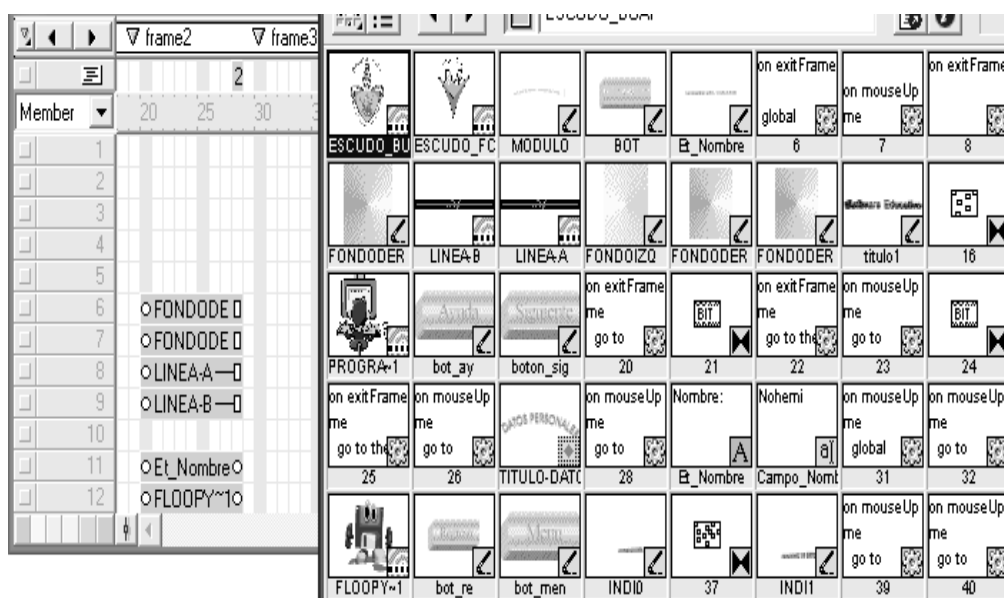 frame2 frame3
2
Member 20 25 30
1
2
3
4
5
6 FONDODE
7 FONDODE
8 LINEA-A
9 LINEA-B
10
11 Et_Nombre
12 FLOOPY~1
ESCUDO_BUAP
on exitFrame
global
on mouseUp
me
on exitFrame
ESCUDO_BU ESCUDO_FC MODULO BOT Et_Nombre 6 7 8
Software Educativo
FONDODER LINEA-B LINEA-A FONDOIZQ FONDODER FONDODER titulo1 16
Ayuda
Siguiente
on exitFrame
me
go to
BIT
on exitFrame
me
go to the
on mouseUp
me
go to
BIT
PROGRA~1 bot_ay boton_sig 20 21 22 23 24
on exitFrame
me
go to the
on mouseUp
me
go to
DATOS PERSONALES
on mouseUp
me
go to
Nombre:
A
Nohemi
a
on mouseUp
me
global
on mouseUp
me
go to
25 26 TITULO-DATO 28 Et_Nombre Campo_Nomb 31 32
Menu
on mouseUp
me
go to
on mouseUp
me
go to
FLOOPY~1 bot_re bot_men INDI0 37 INDI1 39 40